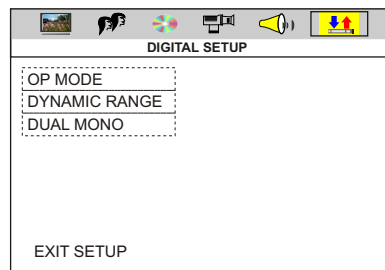 DIGITAL SETUP
OP MODE
DYNAMIC RANGE
DUAL MONO
EXIT SETUP